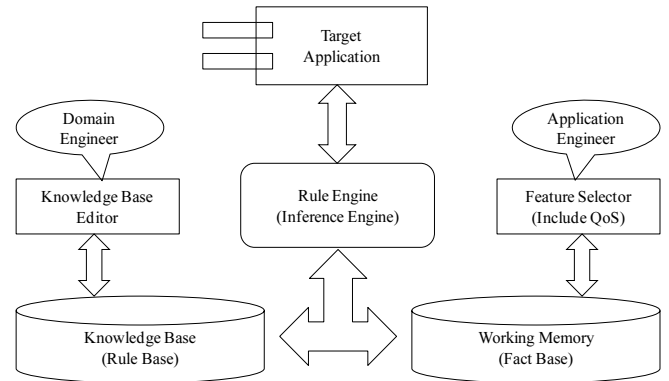 Target
Application
Domain
Engineer
Application
Engineer
Knowledge Base
Editor
Rule Engine
(Inference Engine)
Feature Selector
(Include QoS)
Knowledge Base
(Rule Base)
Working Memory
(Fact Base)